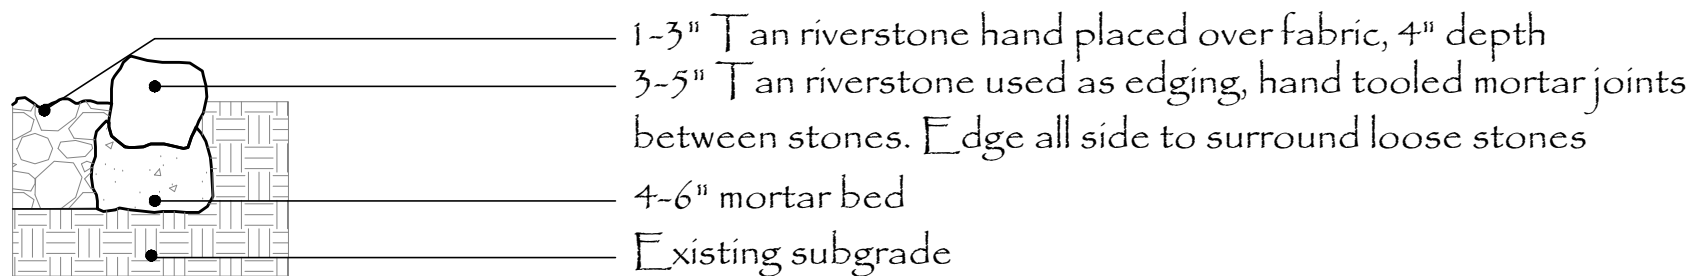 1-3" Tan riverstone hand placed over fabric, 4" depth
3-5" Tan riverstone used as edging, hand tooled mortar joints
between stones. Edge all side to surround loose stones
4-6" mortar bed
Existing subgrade